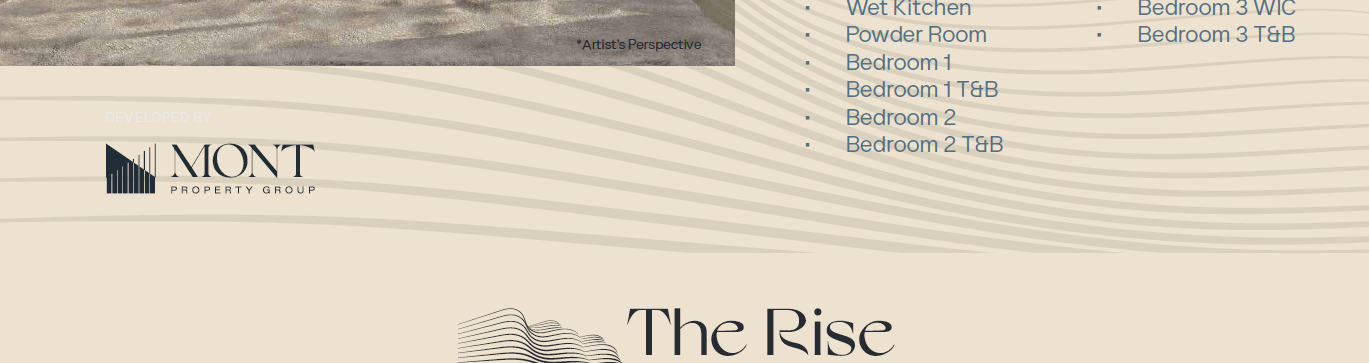 *Artist's Perspective
Wet Kitchen
Powder Room
Bedroom 1
Bedroom 1 T&B
Bedroom 2
Bedroom 2 T&B
Bedroom 3 WIC
Bedroom 3 T&B
DEVELOPED BY
MONT
PROPERTY GROUP
The Rise